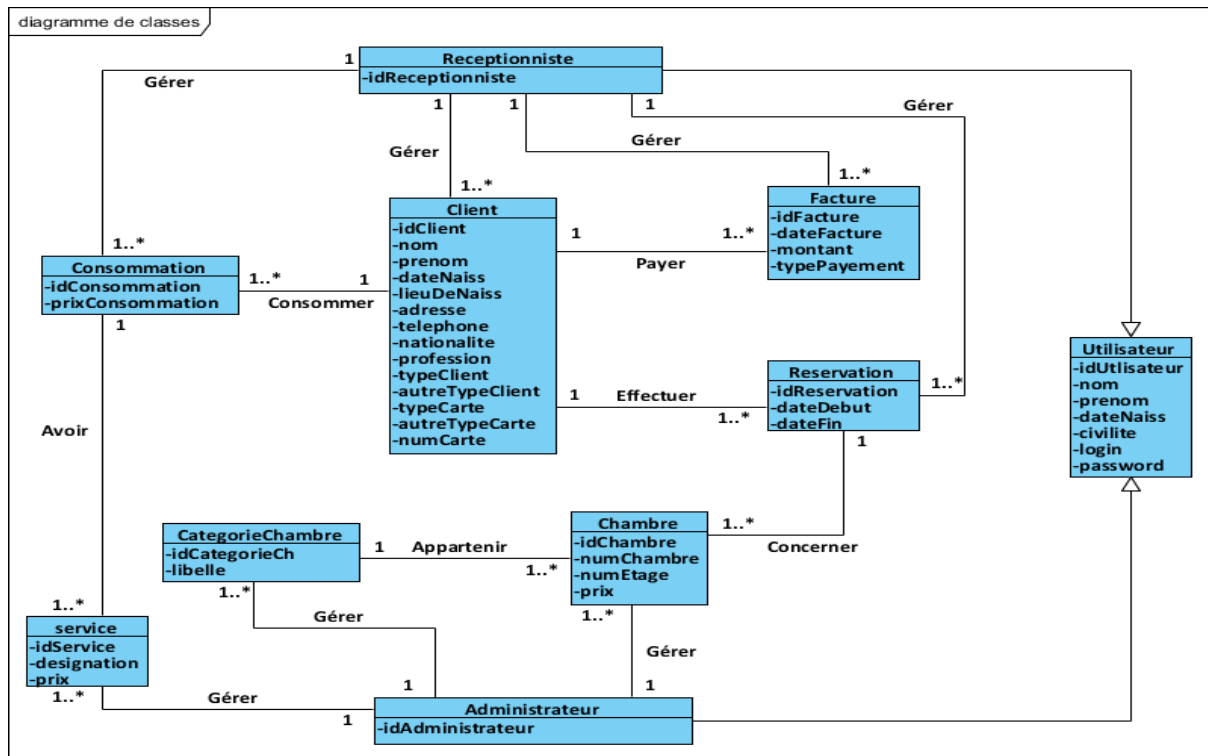 diagramme de classes
Receptionniste
-idReceptionniste
1
Gérer
1
Gérer
1..*
1
Gérer
1..*
1
Gérer
1..*
Client
-idClient
-nom
-prenom
-dateNaiss
-lieuDeNaiss
-adresse
-telephone
-nationalite
-profession
-typeClient
-autreTypeClient
-typeCarte
-autreTypeCarte
-numCarte
Facture
-idFacture
-dateFacture
-montant
-typePayement
1
Payer
1..*
1..*
Consommation
-idConsommation
-prixConsommation
1..*
Consommer
1
1
Avoir
1..*
Utilisateur
-idUtlisateur
-nom
-prenom
-dateNaiss
-civilite
-login
-password
Reservation
-idReservation
-dateDebut
-dateFin
1
Effectuer
1..*
1
Concerner
1..*
CategorieChambre
-idCategorieCh
-libelle
1
Appartenir
1..*
Chambre
-idChambre
-numChambre
-numEtage
-prix
1..*
Gérer
1
1..*
Gérer
1
service
-idService
-designation
-prix
1..*
Gérer
1
Administrateur
-idAdministrateur